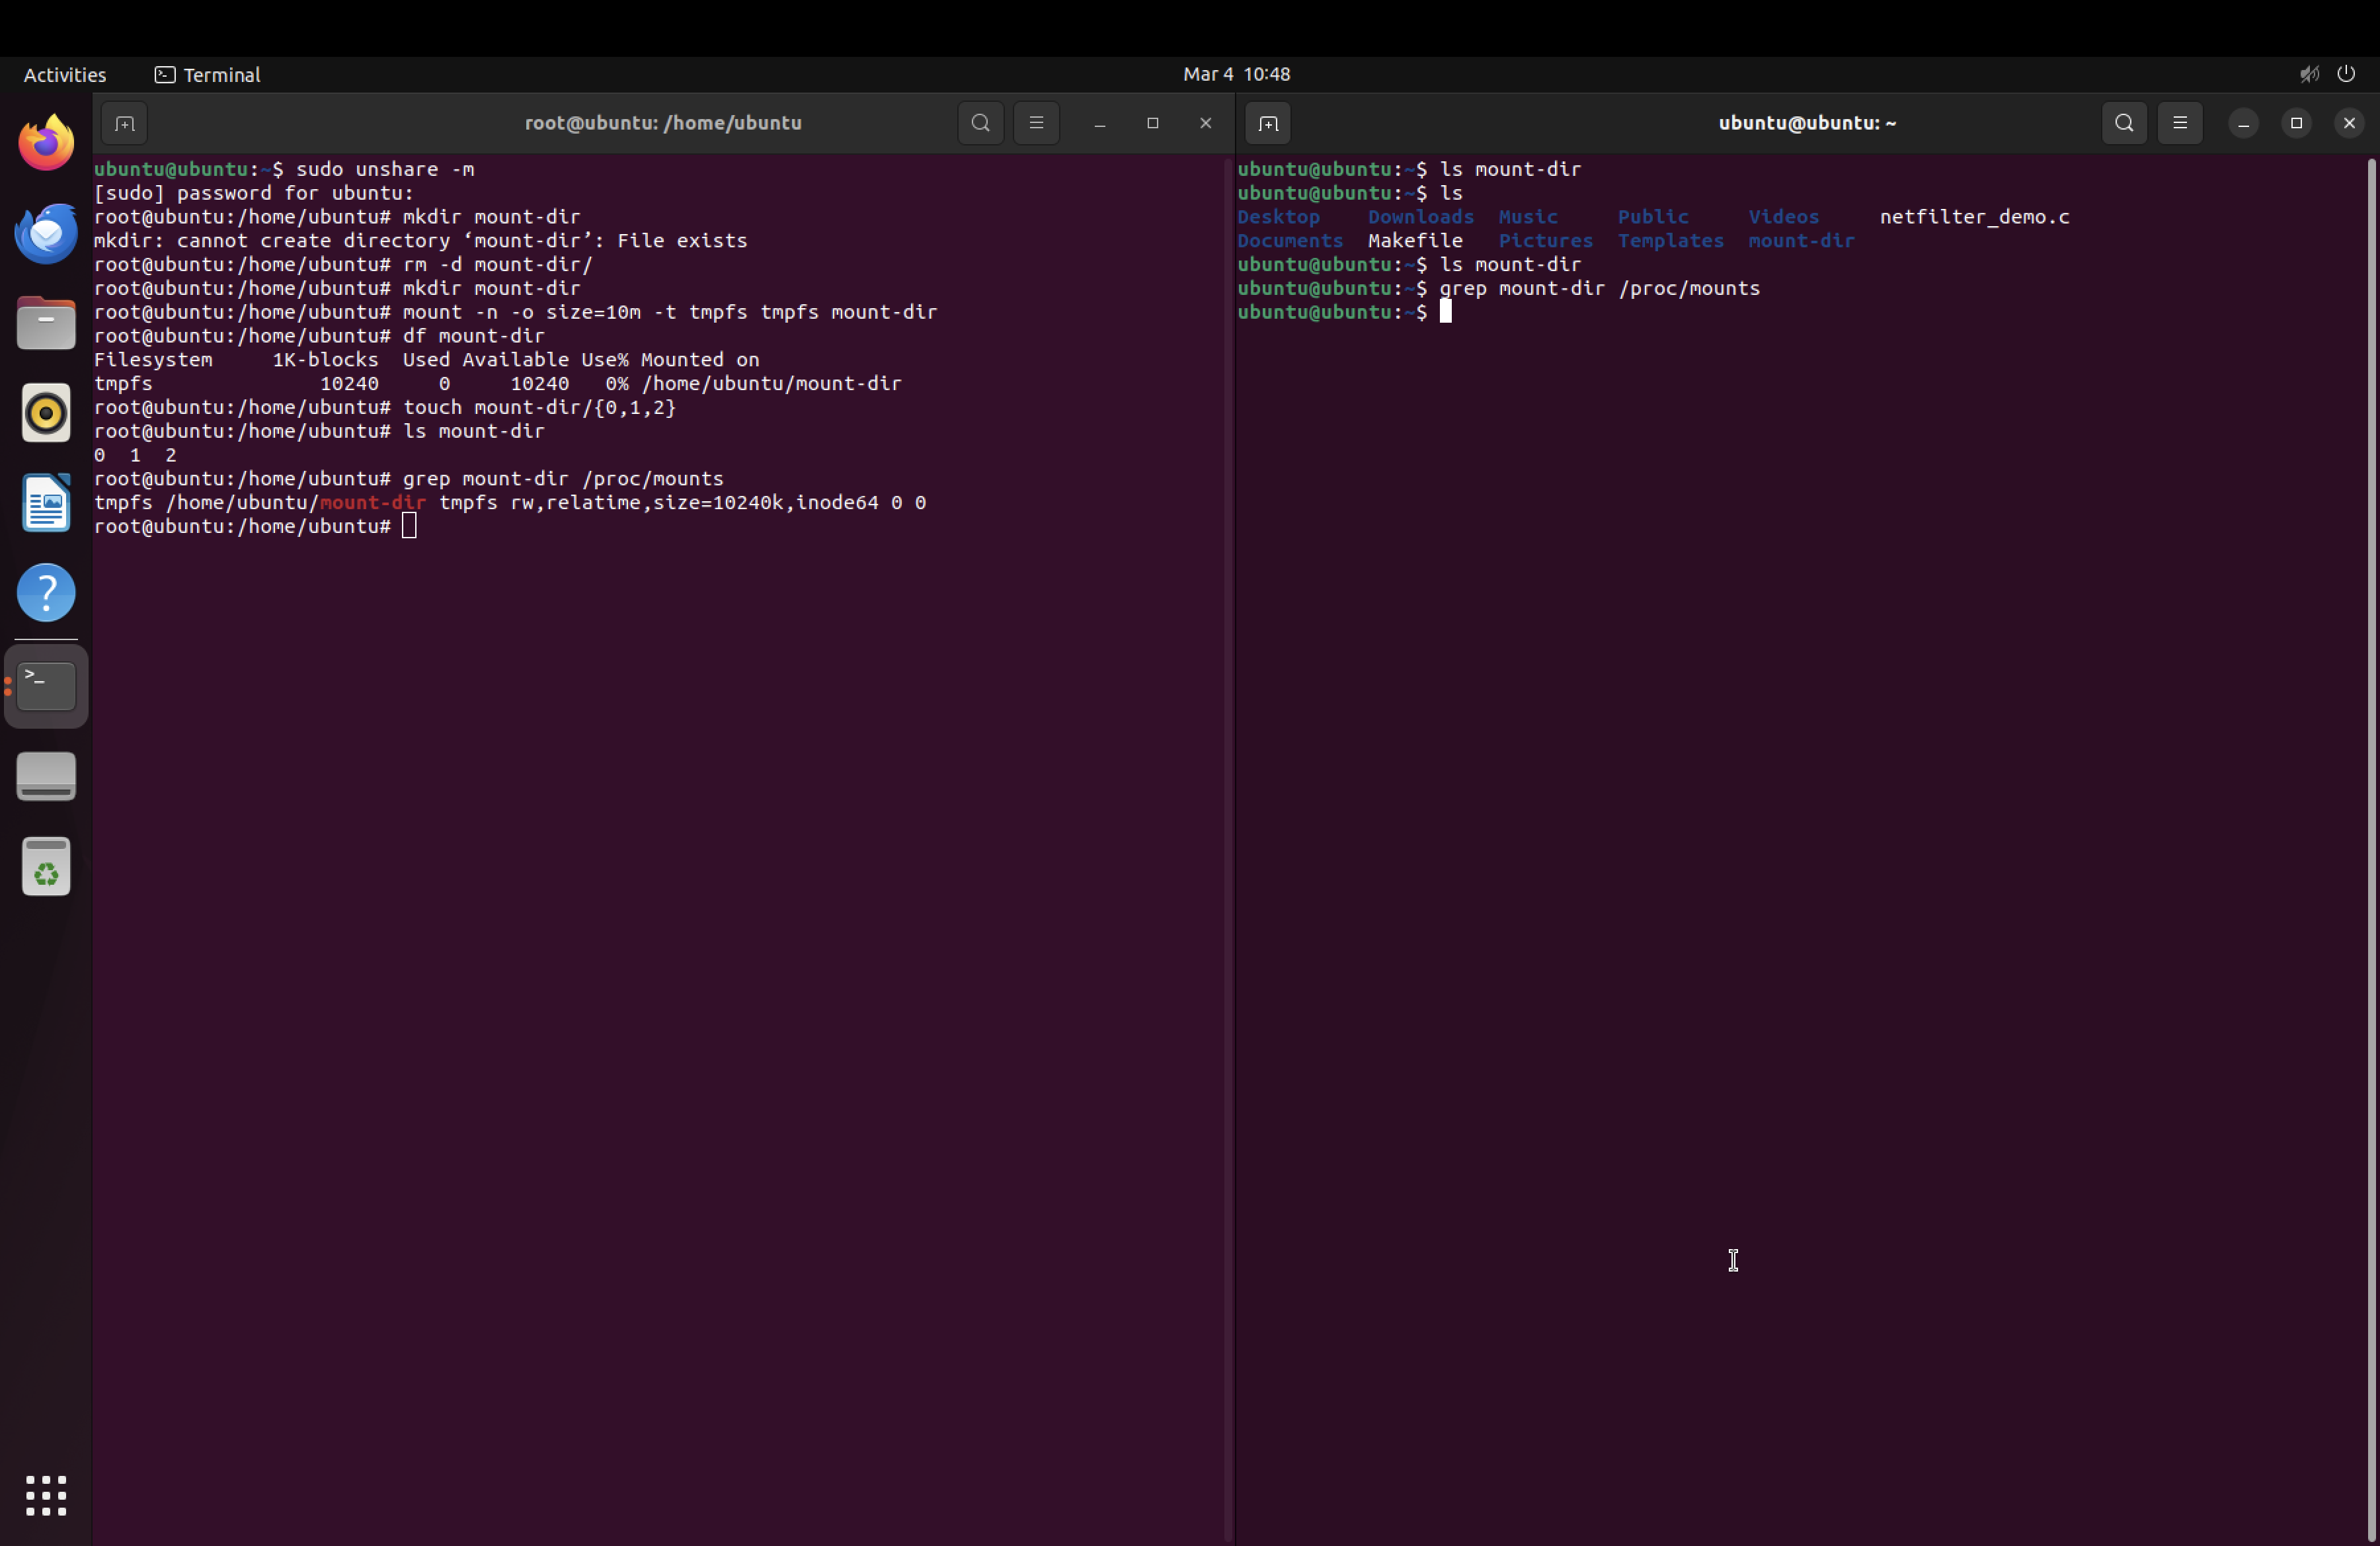 Activities Terminal Mar 4 10:48
root@ubuntu: /home/ubuntu
ubuntu@ubuntu:~$ sudo unshare -m
[sudo] password for ubuntu:
root@ubuntu:/home/ubuntu# mkdir mount-dir
mkdir: cannot create directory ‘mount-dir’: File exists
root@ubuntu:/home/ubuntu# rm -d mount-dir/
root@ubuntu:/home/ubuntu# mkdir mount-dir
root@ubuntu:/home/ubuntu# mount -n -o size=10m -t tmpfs tmpfs mount-dir
root@ubuntu:/home/ubuntu# df mount-dir
Filesystem     1K-blocks  Used Available Use% Mounted on
tmpfs              10240     0     10240   0% /home/ubuntu/mount-dir
root@ubuntu:/home/ubuntu# touch mount-dir/{0,1,2}
root@ubuntu:/home/ubuntu# ls mount-dir
0  1  2
root@ubuntu:/home/ubuntu# grep mount-dir /proc/mounts
tmpfs /home/ubuntu/mount-dir tmpfs rw,relatime,size=10240k,inode64 0 0
root@ubuntu:/home/ubuntu#
ubuntu@ubuntu: ~
ubuntu@ubuntu:~$ ls mount-dir
ubuntu@ubuntu:~$ ls
Desktop    Downloads  Music     Public     Videos     netfilter_demo.c
Documents  Makefile   Pictures  Templates  mount-dir
ubuntu@ubuntu:~$ ls mount-dir
ubuntu@ubuntu:~$ grep mount-dir /proc/mounts
ubuntu@ubuntu:~$